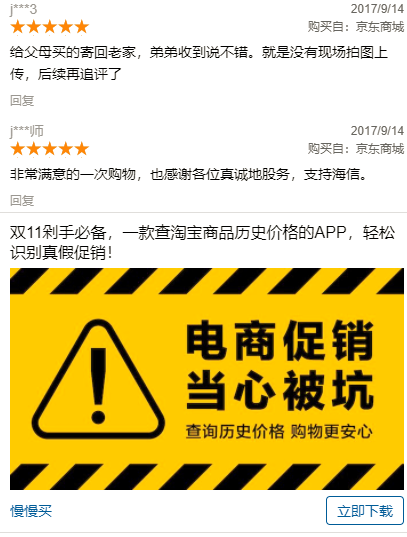 j***3 2017/9/14
购买自：京东商城
给父母买的寄回老家，弟弟收到说不错。就是没有现场拍图上
传，后续再追评了
回复
j***师 2017/9/14
购买自：京东商城
非常满意的一次购物，也感谢各位真诚地股务，支持海信。
回复
双11剁手必备，一款查淘宝商品历史价格的APP，轻松
识别真假促销！
电商促销
当心被坑
查询历史价格 购物更安心
慢慢买 立即下载